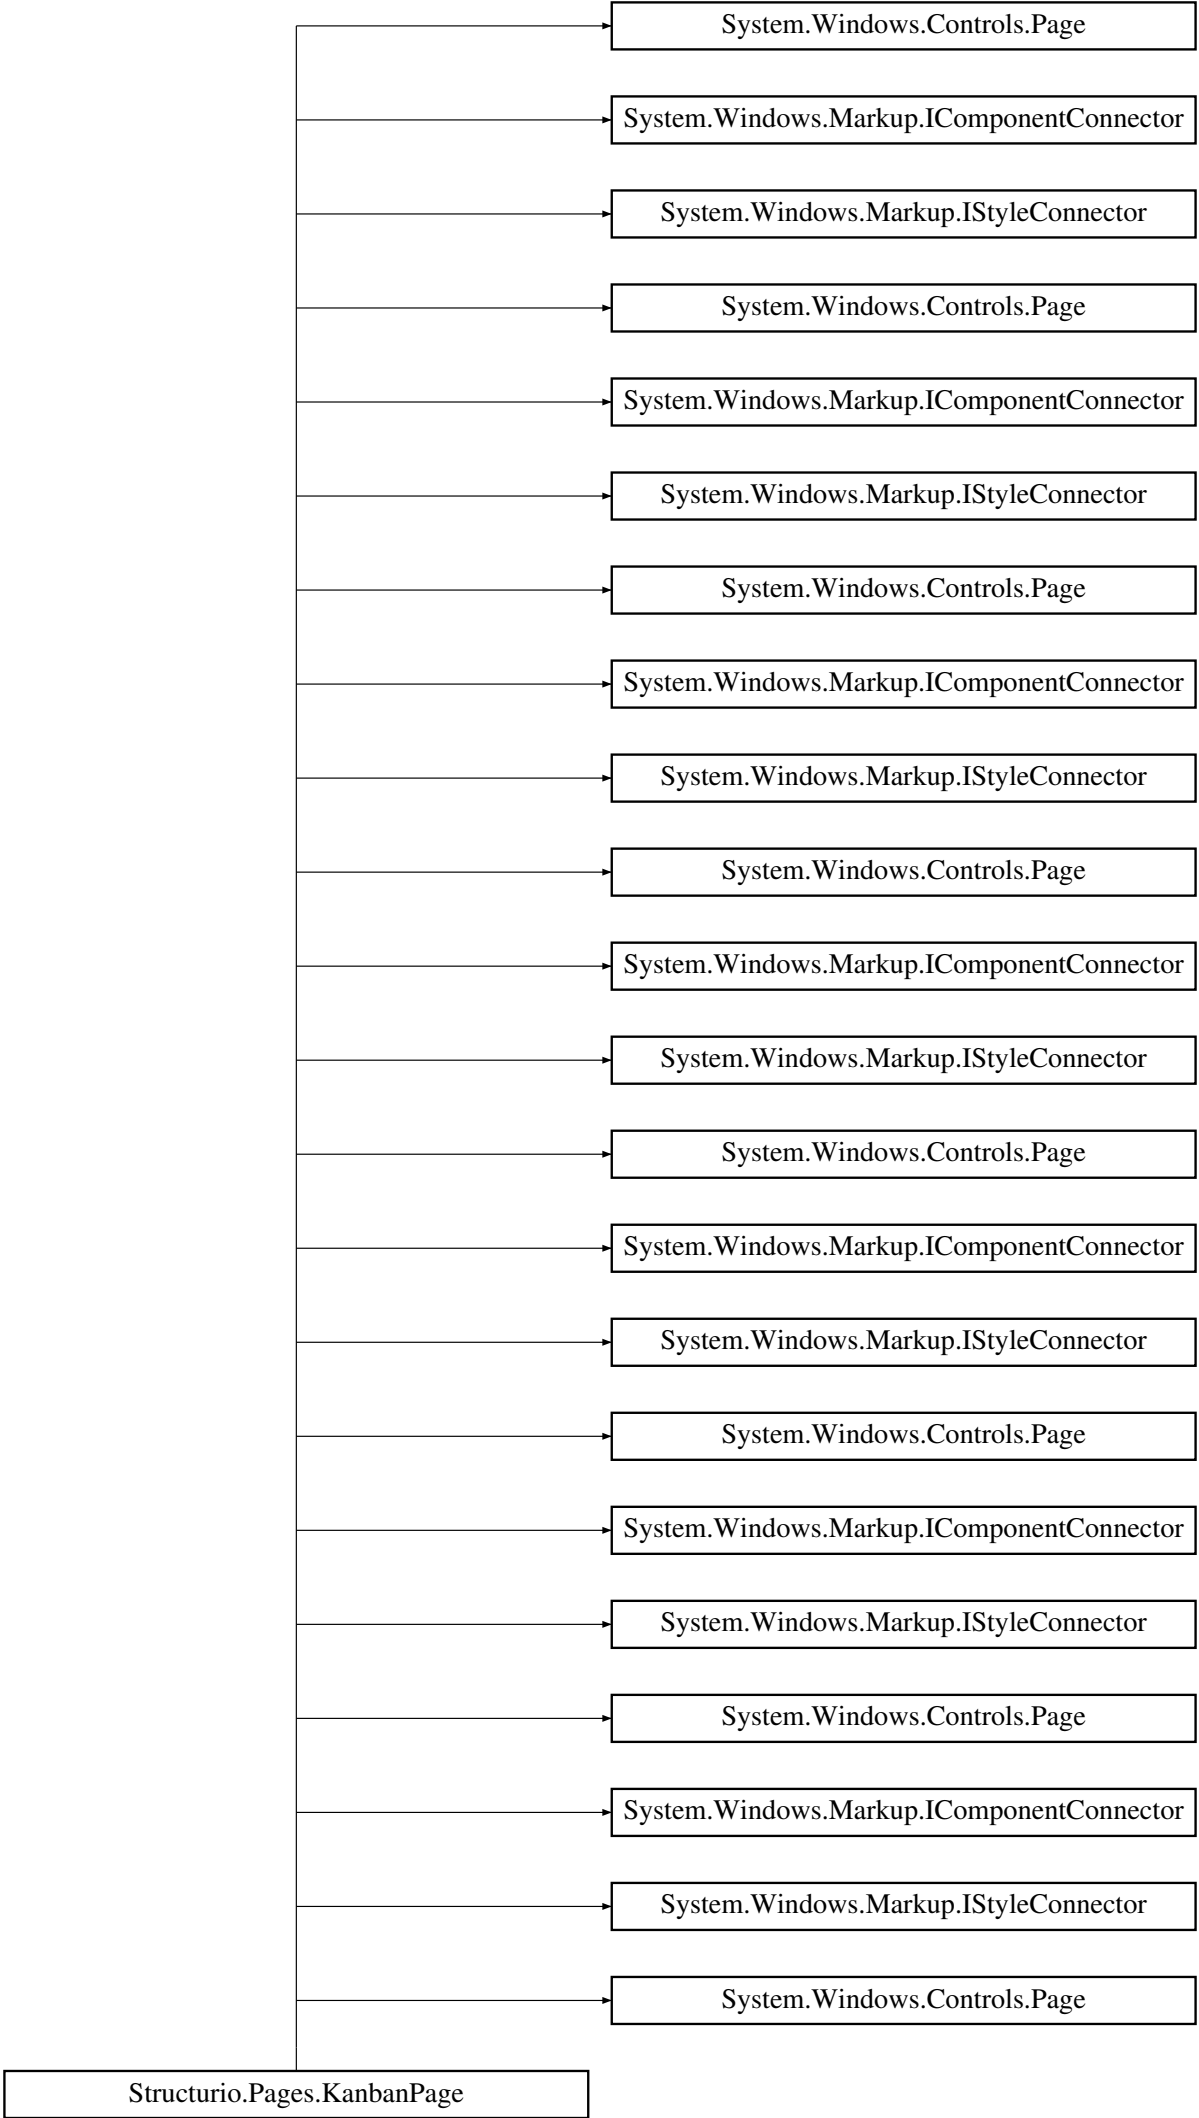 System.Windows.Controls.Page
System.Windows.Markup.IComponentConnector
System.Windows.Markup.IStyleConnector
System.Windows.Controls.Page
System.Windows.Markup.IComponentConnector
System.Windows.Markup.IStyleConnector
System.Windows.Controls.Page
System.Windows.Markup.IComponentConnector
System.Windows.Markup.IStyleConnector
System.Windows.Controls.Page
System.Windows.Markup.IComponentConnector
System.Windows.Markup.IStyleConnector
System.Windows.Controls.Page
System.Windows.Markup.IComponentConnector
System.Windows.Markup.IStyleConnector
System.Windows.Controls.Page
System.Windows.Markup.IComponentConnector
System.Windows.Markup.IStyleConnector
System.Windows.Controls.Page
System.Windows.Markup.IComponentConnector
System.Windows.Markup.IStyleConnector
System.Windows.Controls.Page
Structurio.Pages.KanbanPage